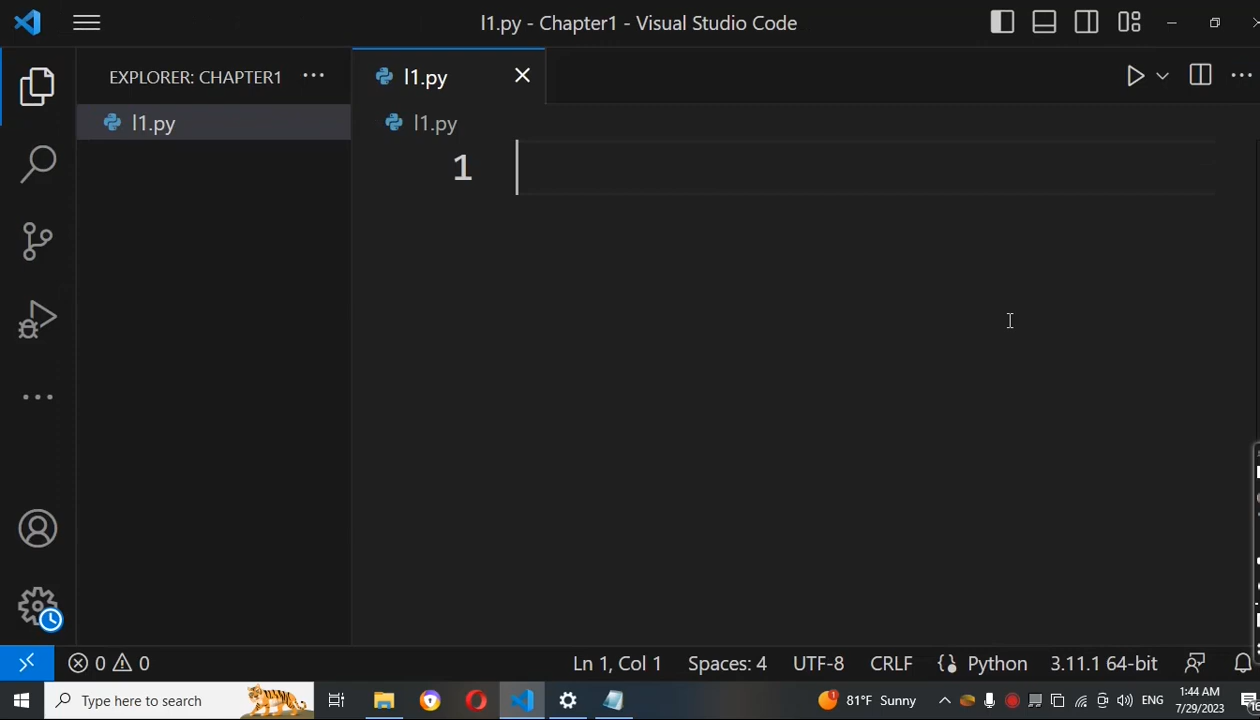 l1.py - Chapter1 - Visual Studio Code
EXPLORER: CHAPTER1
l1.py
l1.py
l1.py
1
0 0
Ln 1, Col 1
Spaces: 4
UTF-8
CRLF
Python
3.11.1 64-bit
Type here to search
1
81°F Sunny
ENG
1:44 AM
7/29/2023